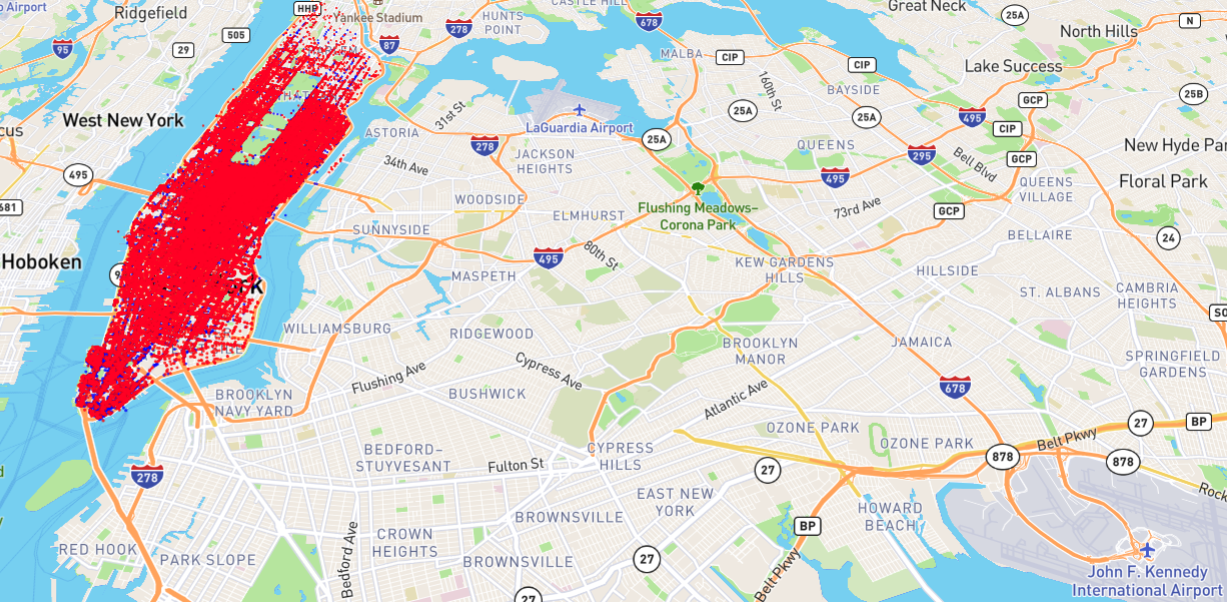 Airport
Ridgefield
HHP
Yankee Stadium
HUNTS
POINT
CASTLE HILL
Great Neck
25A
N
North Hills
95
29
505
87
278
678
MALBA
CIP
CIP
Lake Success
West New York
31st St
160th St
BAYSIDE
GCP
25B
ASTORIA
LaGuardia Airport
25A
25A
25A
495
CIP
278
34th Ave
JACKSON
HEIGHTS
QUEENS
295
Bell Blvd
GCP
New Hyde Par
495
WOODSIDE
495
QUEENS
VILLAGE
Floral Park
681
ELMHURST
Flushing Meadows–
Corona Park
73rd Ave
GCP
SUNNYSIDE
BELLAIRE
24
Hoboken
495
80th St
MASPETH
KEW GARDENS
HILLS
HILLSIDE
ST. ALBANS
CAMBRIA
HEIGHTS
SO
WILLIAMSBURG
RIDGEWOOD
BROOKLYN
MANOR
JAMAICA
SPRINGFIELD
GARDENS
Flushing Ave
Cypress Ave
BROOKLYN
NAVY YARD
BUSHWICK
Atlantic Ave
678
OZONE PARK
OZONE PARK
Belt Pkwy
27
BP
BEDFORD–
STUYVESANT
Fulton St
CYPRESS
HILLS
27
878
878
278
EAST NEW
YORK
HOWARD
BEACH
Rock
BROWNSVILLE
BP
RED HOOK
PARK SLOPE
Bedford Ave
CROWN
HEIGHTS
BROWNSVILLE
27
Belt Pkwy
27
John F. Kennedy
International Airport